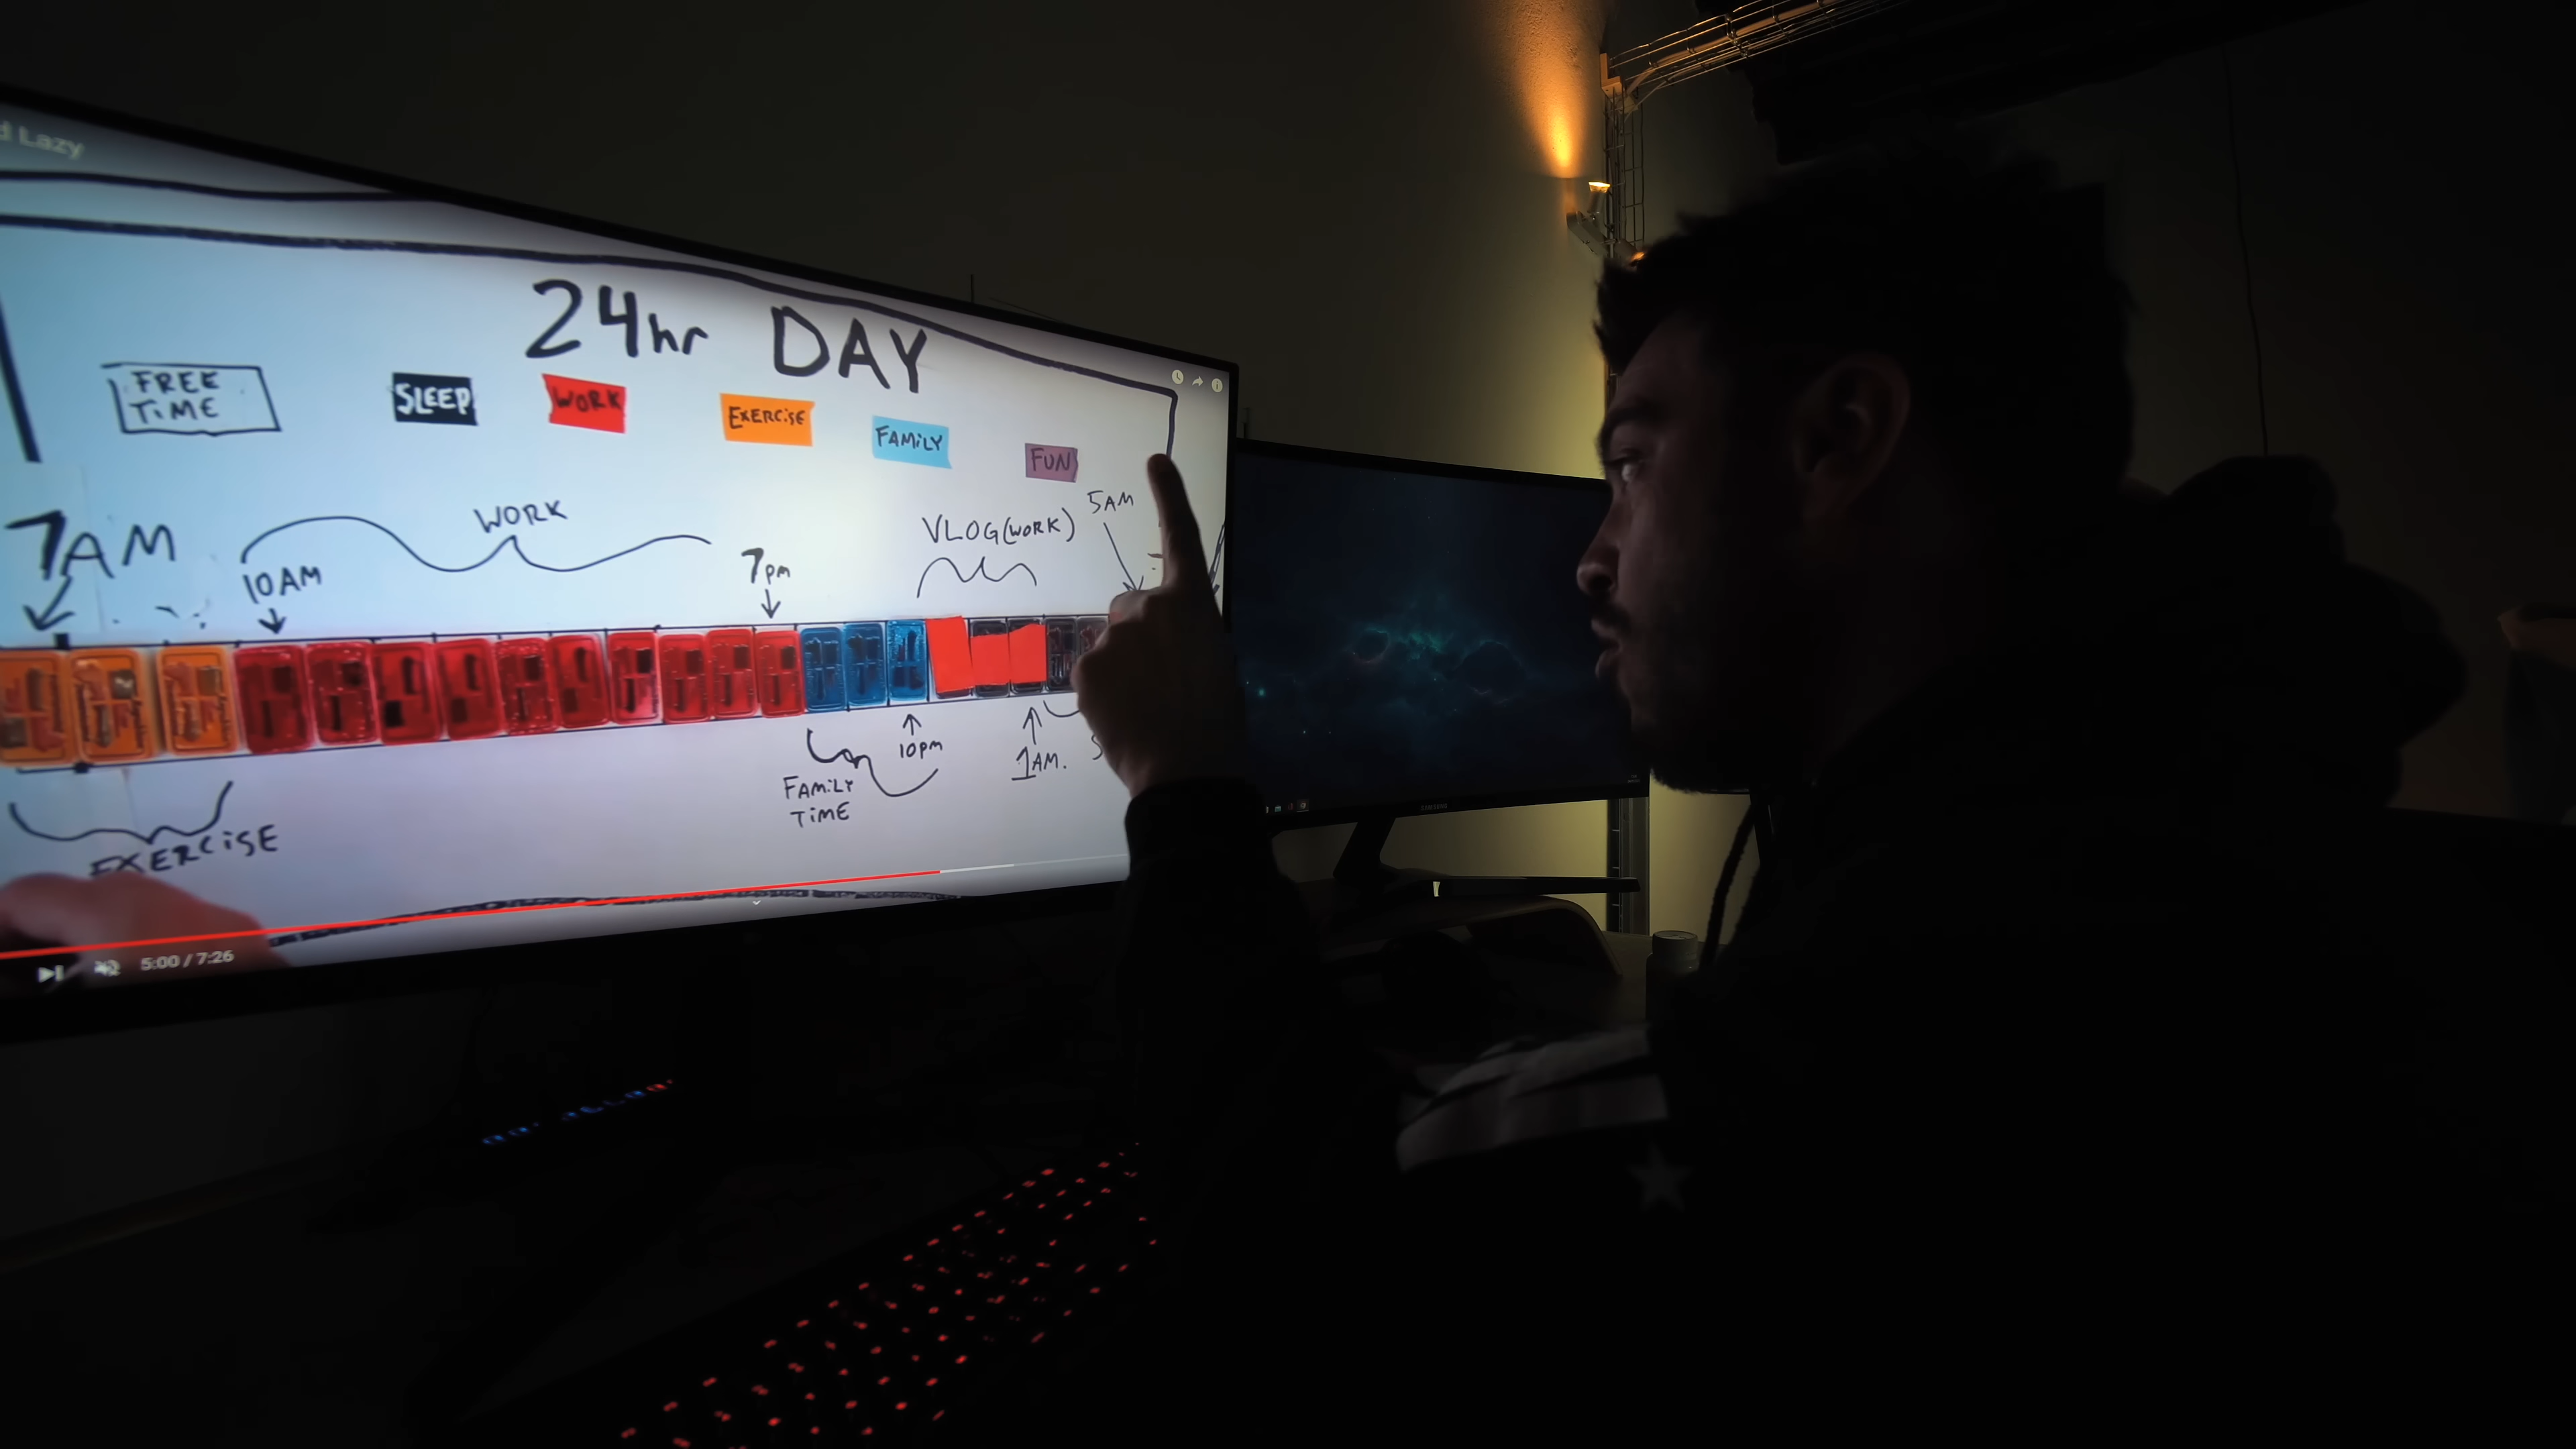 d Lazy
24hr DAY
FREE
TiME
SLEEP
WORK
EXERCiSE
FAMiLY
FUN
7AM
10AM
WORK
7pm
VLOG(WORK)
5AM
10pm
1AM.
S
FAMiLY
TiME
EXERCiSE
5:00 / 7:26
SAMSUNG